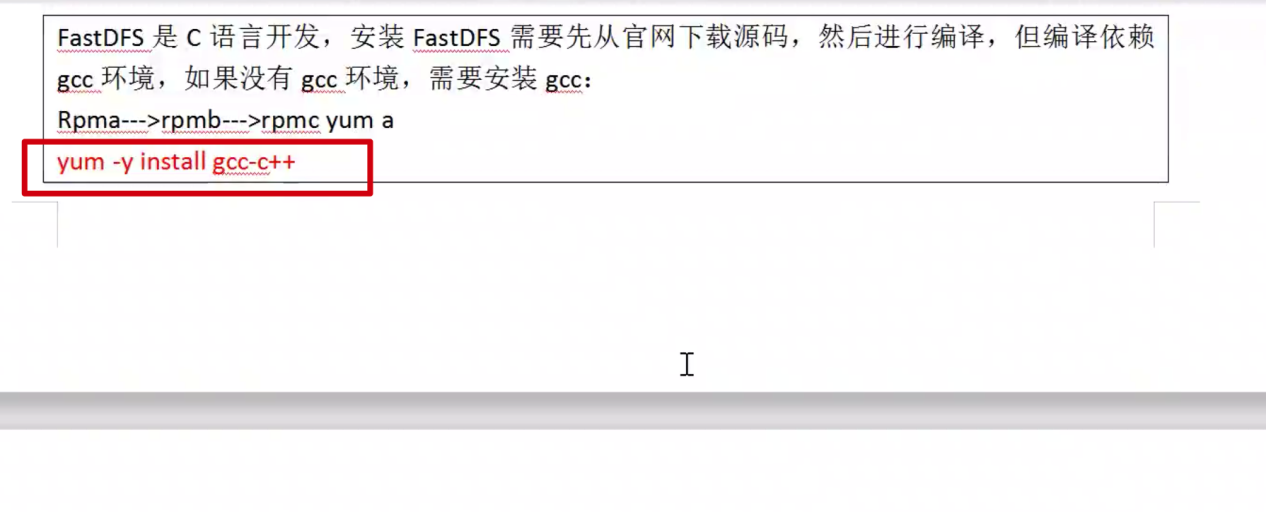 FastDFS 是 C 语言开发，安装 FastDFS 需要先从官网下载源码，然后进行编译，但编译依赖
gcc 环境，如果没有 gcc 环境，需要安装 gcc：
Rpma--->rpmb--->rpmc yum a
yum -y install gcc-c++